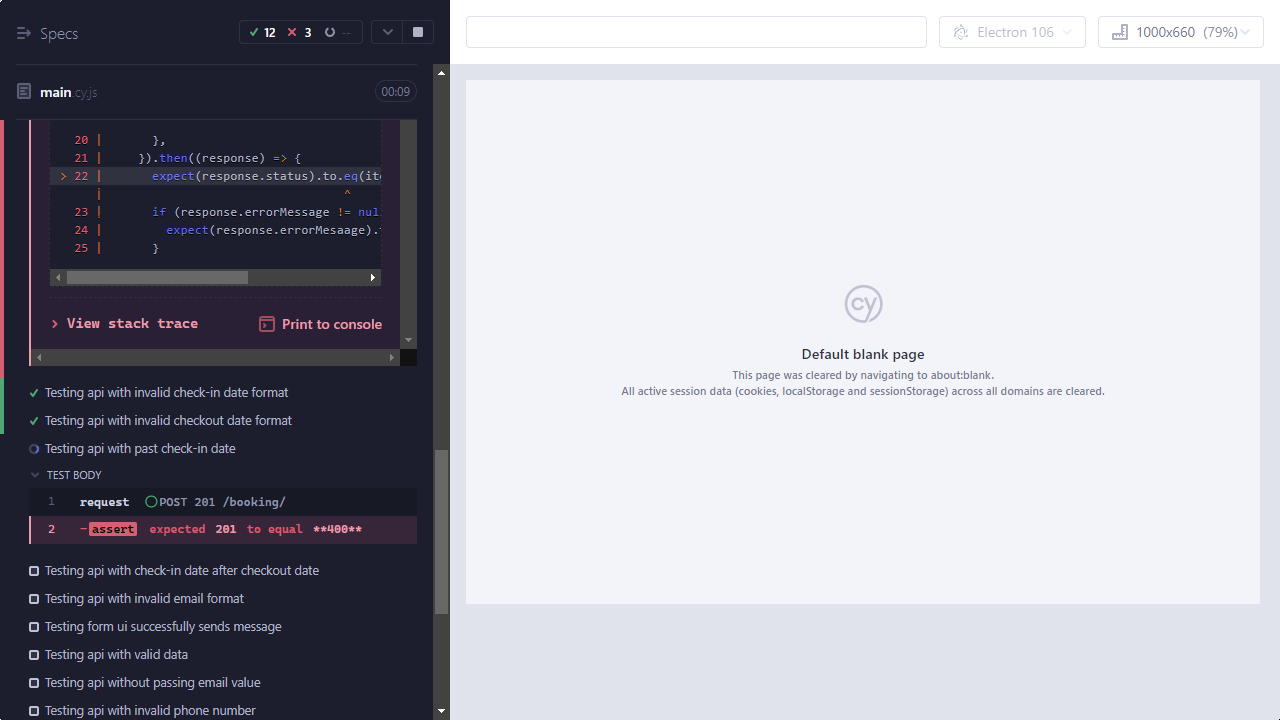 Specs
12
3
--
Electron 106
1000x660 (79%)
main.cy.js
00:09
20 | },
21 | }).then((response) => {
> 22 | expect(response.status).to.eq(it
| ^
23 | if (response.errorMessage != nul
24 | expect(response.errorMesaage).
25 | }
View stack trace
Print to console
Testing api with invalid check-in date format
Testing api with invalid checkout date format
Testing api with past check-in date
TEST BODY
1 request POST 201 /booking/
2 -assert expected 201 to equal **400**
Testing api with check-in date after checkout date
Testing api with invalid email format
Testing form ui successfully sends message
Testing api with valid data
Testing api without passing email value
Testing api with invalid phone number
cy
Default blank page
This page was cleared by navigating to about:blank.
All active session data (cookies, localStorage and sessionStorage) across all domains are cleared.